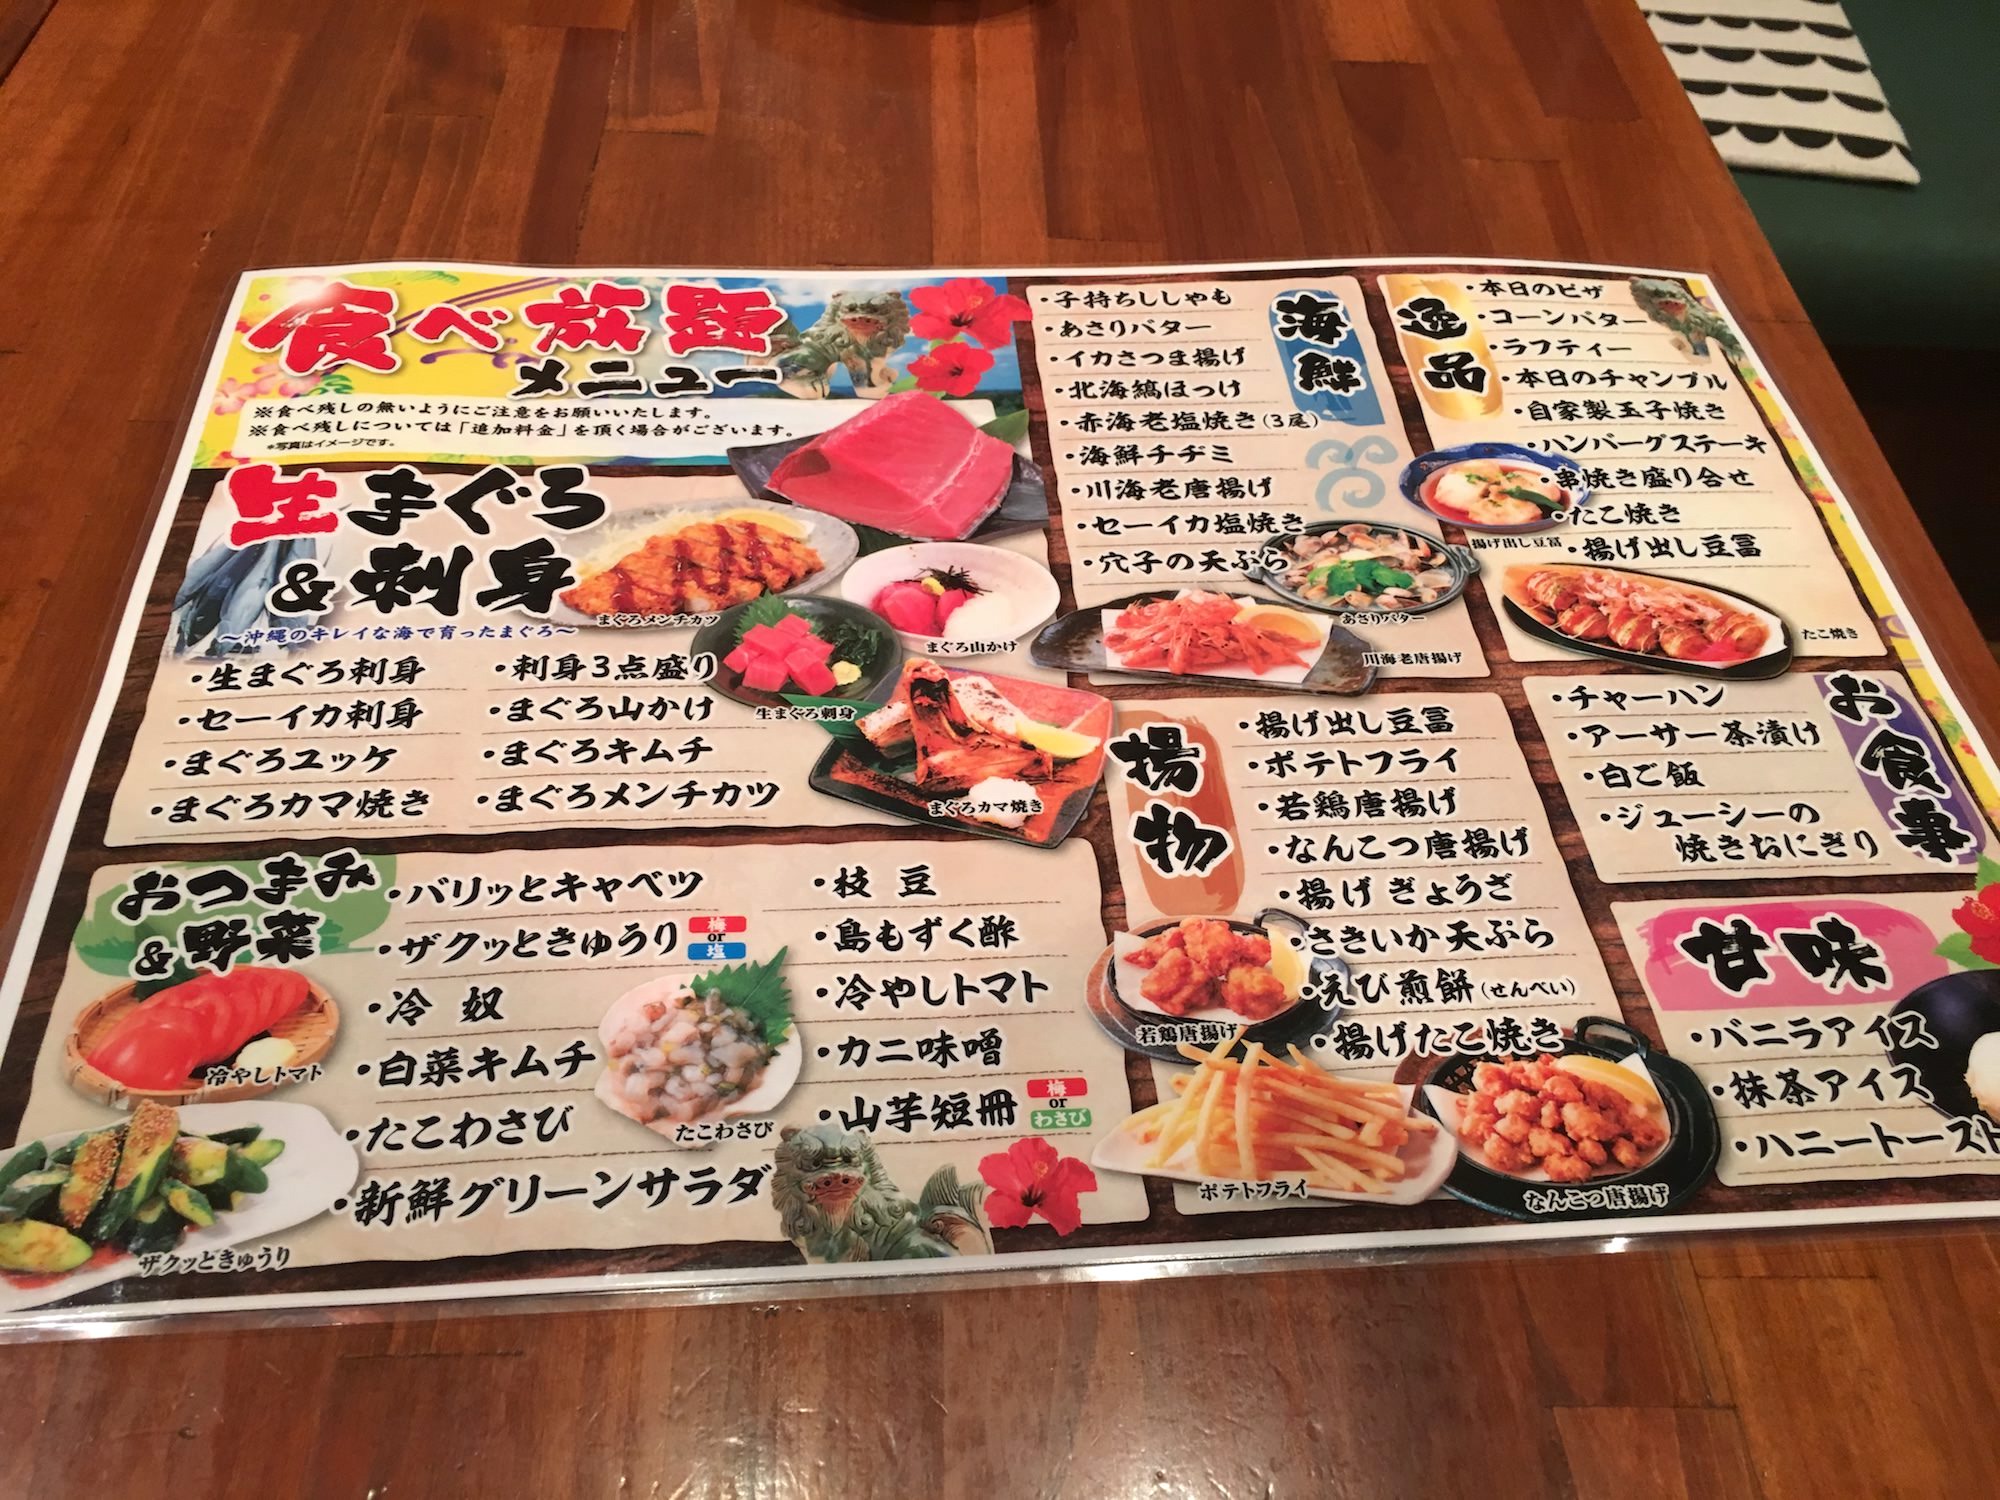 食べ放題
メニュー
※食べ残しの無いようにご注意をお願いいたします。
※食べ残しについては「追加料金」を頂く場合がございます。
*写真はイメージです。
生まぐろ
&刺身
～沖縄のキレイな海で育ったまぐろ～
・生まぐろ刺身
・セーイカ刺身
・まぐろユッケ
・まぐろカマ焼き
・刺身3点盛り
・まぐろ山かけ
・まぐろキムチ
・まぐろメンチカツ
まぐろメンチカツ
まぐろ山かけ
生まぐろ刺身
まぐろカマ焼き
おつまみ
&野菜
・バリッとキャベツ
・ザクッときゅうり 梅or塩
・冷奴
・白菜キムチ
・たこわさび
・新鮮グリーンサラダ
・枝豆
・島もずく酢
・冷やしトマト
・カニ味噌
・山芋短冊 梅orわさび
冷やしトマト
ザクッときゅうり
たこわさび
海鮮
・子持ちししゃも
・あさりバター
・イカさつま揚げ
・北海縞ほっけ
・赤海老塩焼き(3尾)
・海鮮チヂミ
・川海老唐揚げ
・セーイカ塩焼き
・穴子の天ぷら
あさりバター
川海老唐揚げ
逸品
・本日のピザ
・コーンバター
・ラフティー
・本日のチャンプル
・自家製玉子焼き
・ハンバーグステーキ
・串焼き盛り合せ
・たこ焼き
・揚げ出し豆冨
揚げ出し豆冨
たこ焼き
揚物
・揚げ出し豆冨
・ポテトフライ
・若鶏唐揚げ
・なんこつ唐揚げ
・揚げぎょうざ
・さきいか天ぷら
・えび煎餅(せんべい)
・揚げたこ焼き
若鶏唐揚げ
ポテトフライ
なんこつ唐揚げ
お食事
・チャーハン
・アーサー茶漬け
・白ご飯
・ジューシーの
焼きおにぎり
甘味
・バニラアイス
・抹茶アイス
・ハニートースト